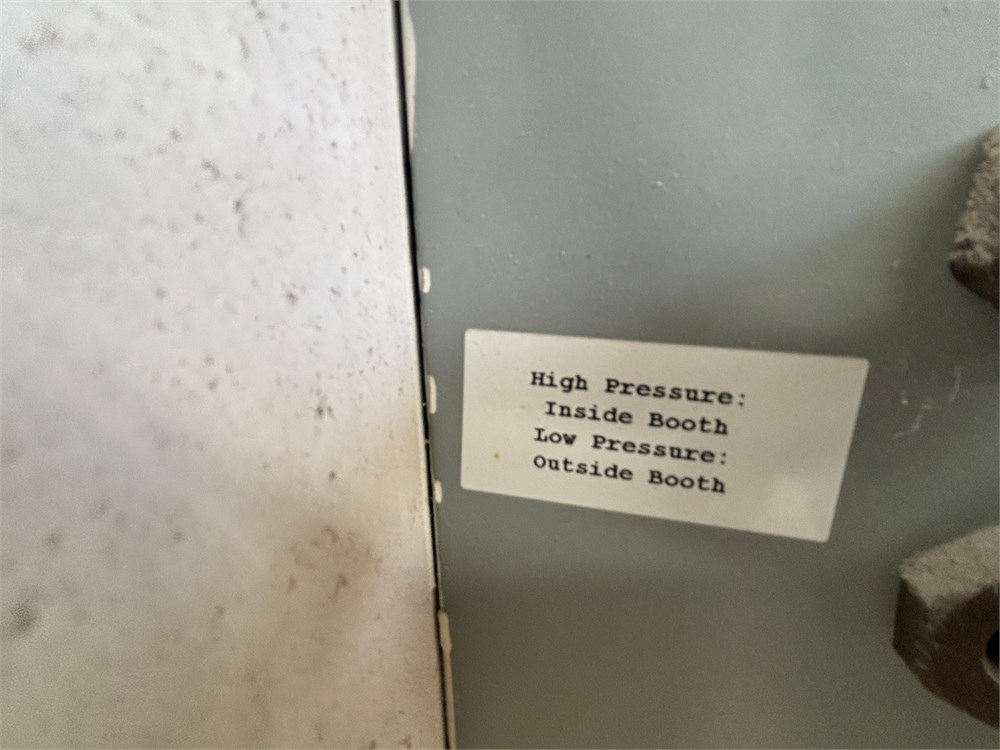 High Pressure:
Inside Booth
Low Pressure:
Outside Booth